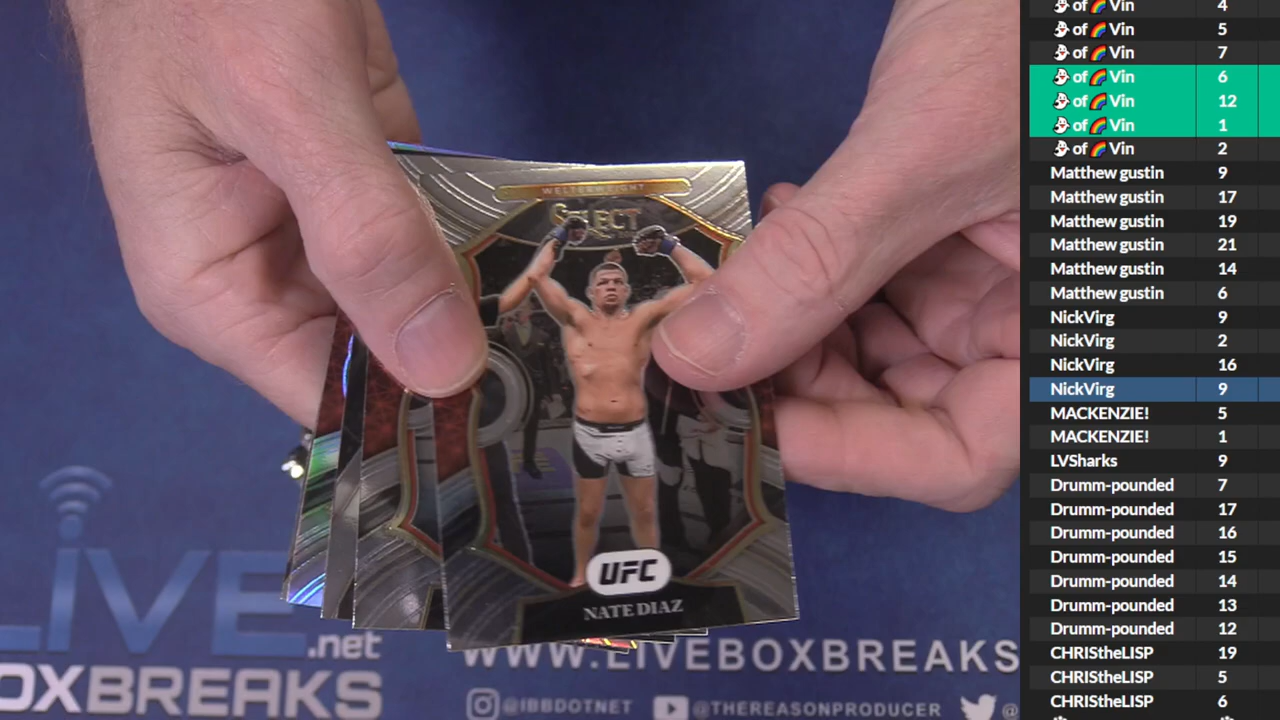 WELTERWEIGHT
SELECT
UFC
NATE DIAZ
LIVE
.net
OXBREAKS
WWW.LIVEBOXBREAKS
@IBBDOTNET
@THEREASONPRODUCER
@
👻 of 🌈 Vin 4
👻 of 🌈 Vin 5
👻 of 🌈 Vin 7
👻 of 🌈 Vin 6
👻 of 🌈 Vin 12
👻 of 🌈 Vin 1
👻 of 🌈 Vin 2
Matthew gustin 9
Matthew gustin 17
Matthew gustin 19
Matthew gustin 21
Matthew gustin 14
Matthew gustin 6
NickVirg 9
NickVirg 2
NickVirg 16
NickVirg 9
MACKENZIE! 5
MACKENZIE! 1
LVSharks 9
Drumm-pounded 7
Drumm-pounded 17
Drumm-pounded 16
Drumm-pounded 15
Drumm-pounded 14
Drumm-pounded 13
Drumm-pounded 12
CHRIStheLISP 19
CHRIStheLISP 5
CHRIStheLISP 6